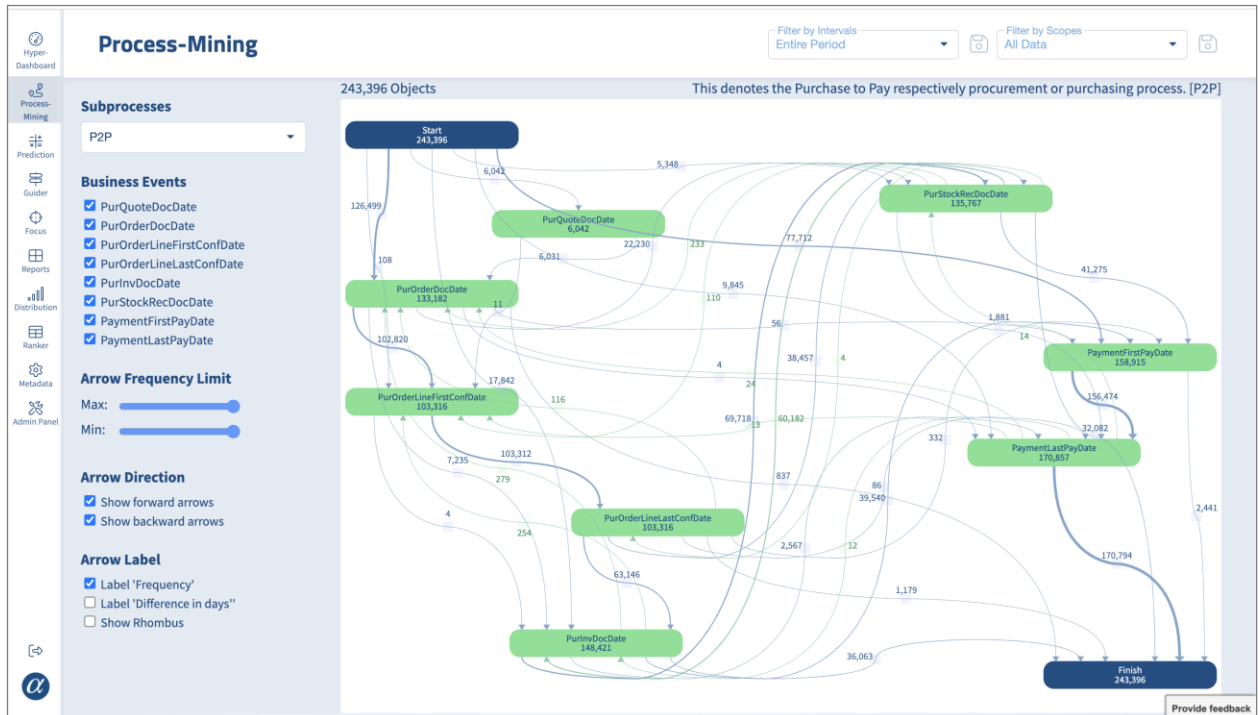 Process-Mining
Filter by Intervals
Entire Period
Filter by Scopes
All Data
Hyper-
Dashboard
Process-
Mining
Prediction
Guider
Focus
Reports
Distribution
Ranker
Metadata
Admin Panel
α
Subprocesses
P2P
Business Events
PurQuoteDocDate
PurOrderDocDate
PurOrderLineFirstConfDate
PurOrderLineLastConfDate
PurInvDocDate
PurStockRecDocDate
PaymentFirstPayDate
PaymentLastPayDate
Arrow Frequency Limit
Max:
Min:
Arrow Direction
Show forward arrows
Show backward arrows
Arrow Label
Label 'Frequency'
Label 'Difference in days''
Show Rhombus
243,396 Objects
This denotes the Purchase to Pay respectively procurement or purchasing process. [P2P]
Start
243,396
5,348
6,042
PurStockRecDocDate
135,767
126,499
PurQuoteDocDate
6,042
77,712
22,230
233
6,031
108
41,275
PurOrderDocDate
133,182
9,845
110
11
1,881
56
14
102,820
38,457
4
PaymentFirstPayDate
158,915
4
24
17,842
156,474
PurOrderLineFirstConfDate
103,316
116
69,718
13
60,182
32,082
332
PaymentLastPayDate
170,857
103,312
7,235
279
837
86
39,540
2,441
4
PurOrderLineLastConfDate
103,316
254
2,567
12
170,794
63,146
1,179
PurInvDocDate
148,421
36,063
Finish
243,396
Provide feedback